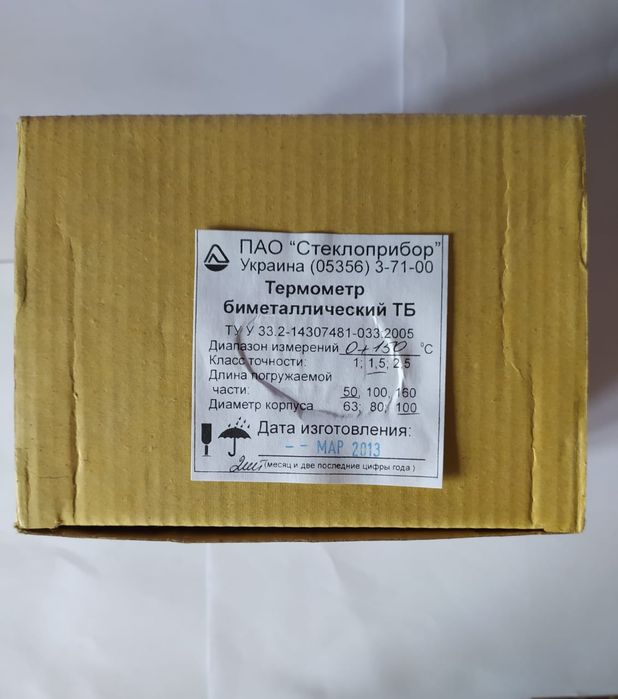 ПАО "Стеклоприбор"
Украина (05356) 3-71-00
Термометр
биметаллический ТБ
ТУ У 33.2-14307481-033:2005
Диапазон измерений 0+150 °С
Класс точности: 1; 1,5; 2,5
Длина погружаемой
части: 50, 100, 160
Диаметр корпуса 63; 80; 100
Дата изготовления:
-- МАР 2013
2шт (месяц и две последние цифры года)